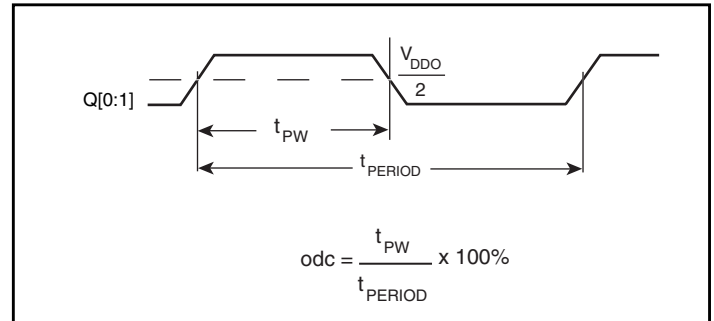 V_DDO
2
Q[0:1]
t_PW
t_PERIOD
odc = t_PW / t_PERIOD x 100%